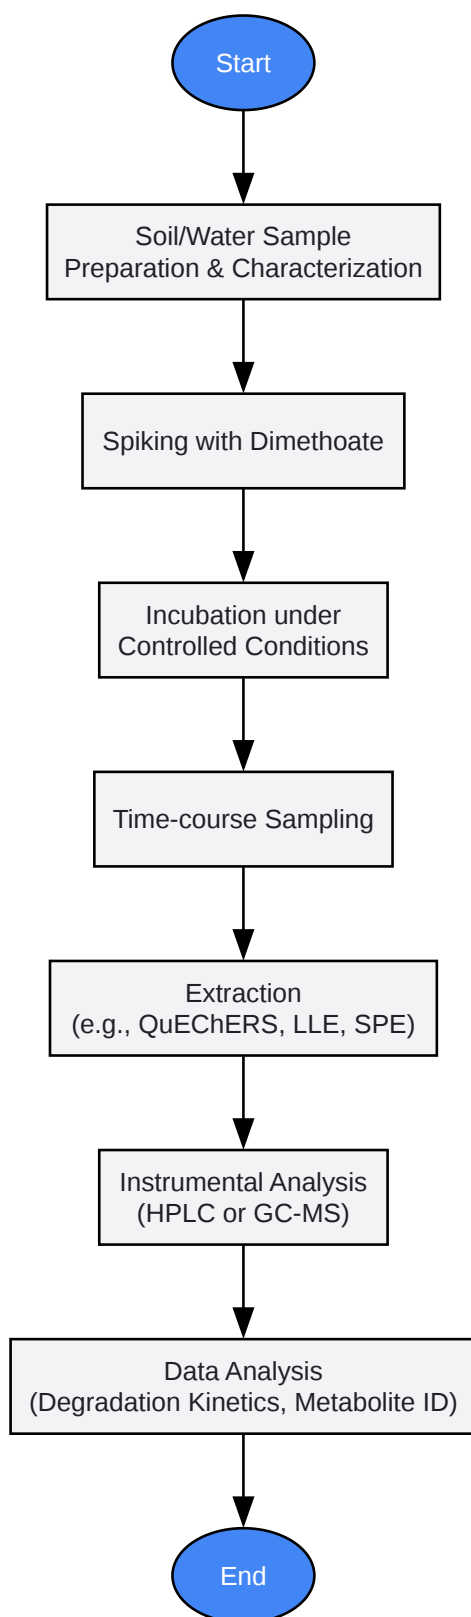 Start
Soil/Water Sample
Preparation & Characterization
Spiking with Dimethoate
Incubation under
Controlled Conditions
Time-course Sampling
Extraction
(e.g., QuEChERS, LLE, SPE)
Instrumental Analysis
(HPLC or GC-MS)
Data Analysis
(Degradation Kinetics, Metabolite ID)
End